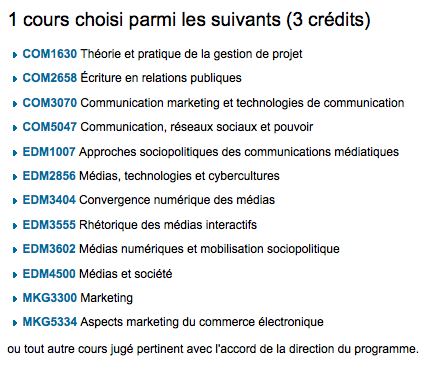 1 cours choisi parmi les suivants (3 crédits)
COM1630 Théorie et pratique de la gestion de projet
COM2658 Écriture en relations publiques
COM3070 Communication marketing et technologies de communication
COM5047 Communication, réseaux sociaux et pouvoir
EDM1007 Approches sociopolitiques des communications médiatiques
EDM2856 Médias, technologies et cybercultures
EDM3404 Convergence numérique des médias
EDM3555 Rhétorique des médias interactifs
EDM3602 Médias numériques et mobilisation sociopolitique
EDM4500 Médias et société
MKG3300 Marketing
MKG5334 Aspects marketing du commerce électronique
ou tout autre cours jugé pertinent avec l'accord de la direction du programme.